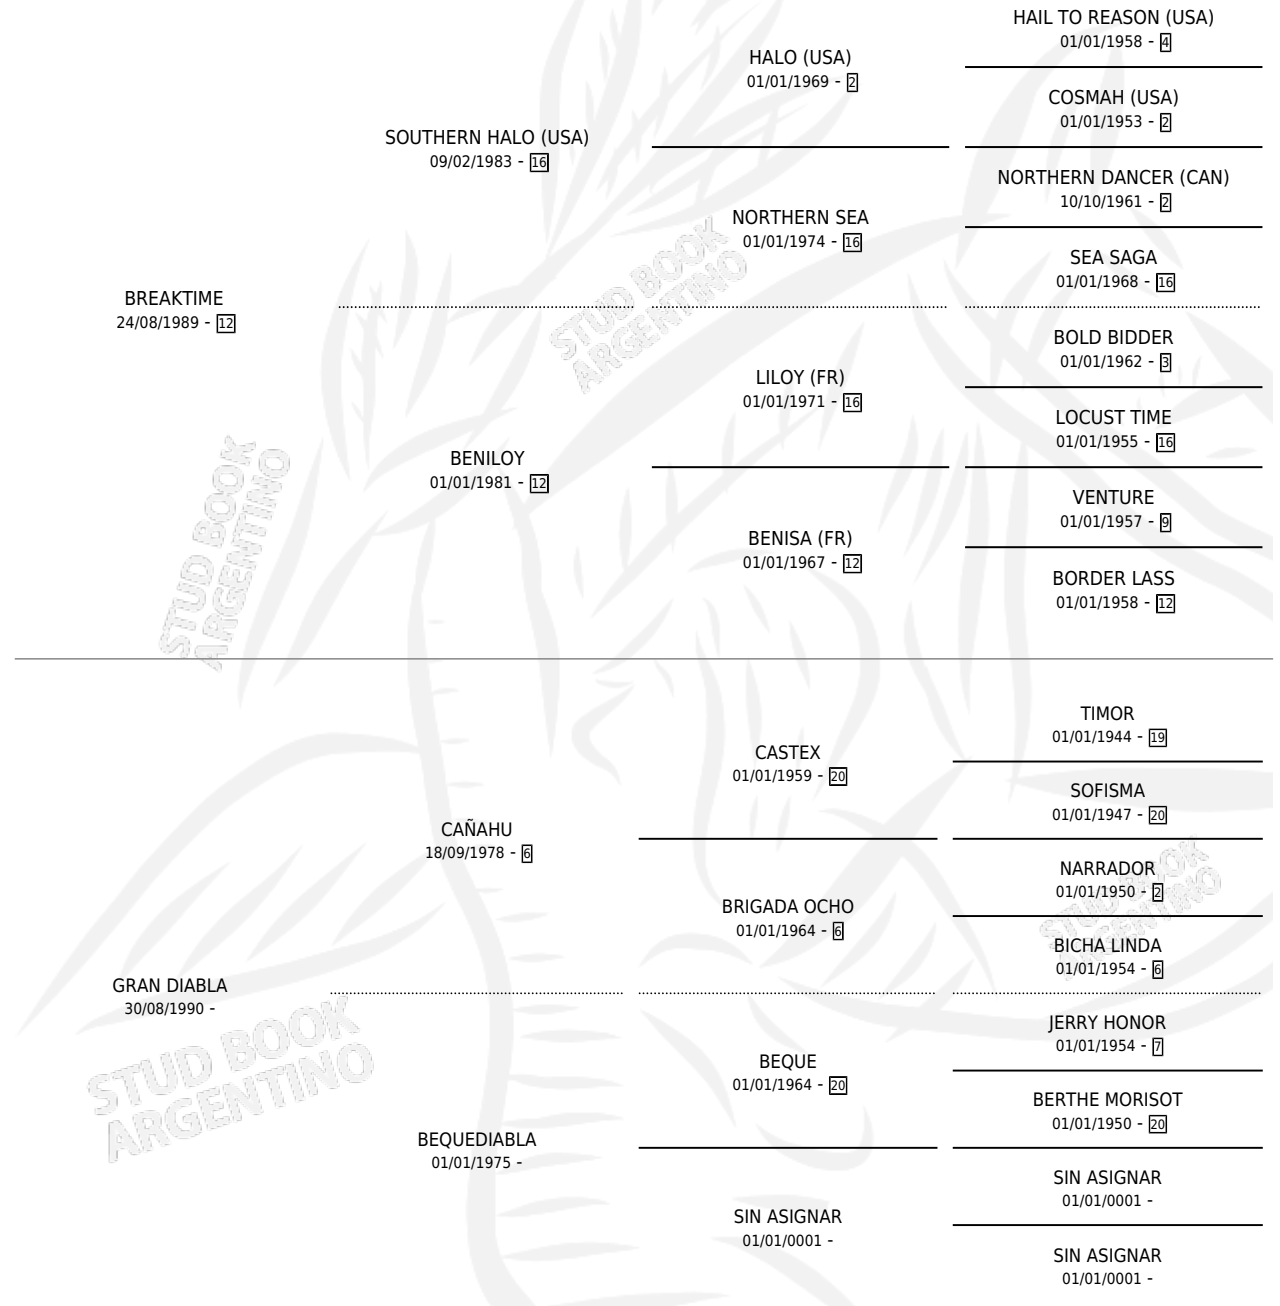 HAIL TO REASON (USA)
01/01/1958 - 4
HALO (USA)
01/01/1969 - 2
COSMAH (USA)
01/01/1953 - 2
SOUTHERN HALO (USA)
09/02/1983 - 16
NORTHERN DANCER (CAN)
10/10/1961 - 2
NORTHERN SEA
01/01/1974 - 16
SEA SAGA
01/01/1968 - 16
BREAKTIME
24/08/1989 - 12
BOLD BIDDER
01/01/1962 - 3
LILOY (FR)
01/01/1971 - 16
LOCUST TIME
01/01/1955 - 16
BENILOY
01/01/1981 - 12
VENTURE
01/01/1957 - 9
BENISA (FR)
01/01/1967 - 12
BORDER LASS
01/01/1958 - 12
TIMOR
01/01/1944 - 19
CASTEX
01/01/1959 - 20
SOFISMA
01/01/1947 - 20
CAÑAHU
18/09/1978 - 6
NARRADOR
01/01/1950 - 2
BRIGADA OCHO
01/01/1964 - 6
BICHA LINDA
01/01/1954 - 6
GRAN DIABLA
30/08/1990 -
JERRY HONOR
01/01/1954 - 7
BEQUE
01/01/1964 - 20
BERTHE MORISOT
01/01/1950 - 20
BEQUEDIABLA
01/01/1975 -
SIN ASIGNAR
01/01/0001 -
SIN ASIGNAR
01/01/0001 -
SIN ASIGNAR
01/01/0001 -
STUD BOOK
ARGENTINO
STUD BOOK
ARGENTINO
STUD BOOK
ARGENTINO
STUD BOOK
ARGENTINO